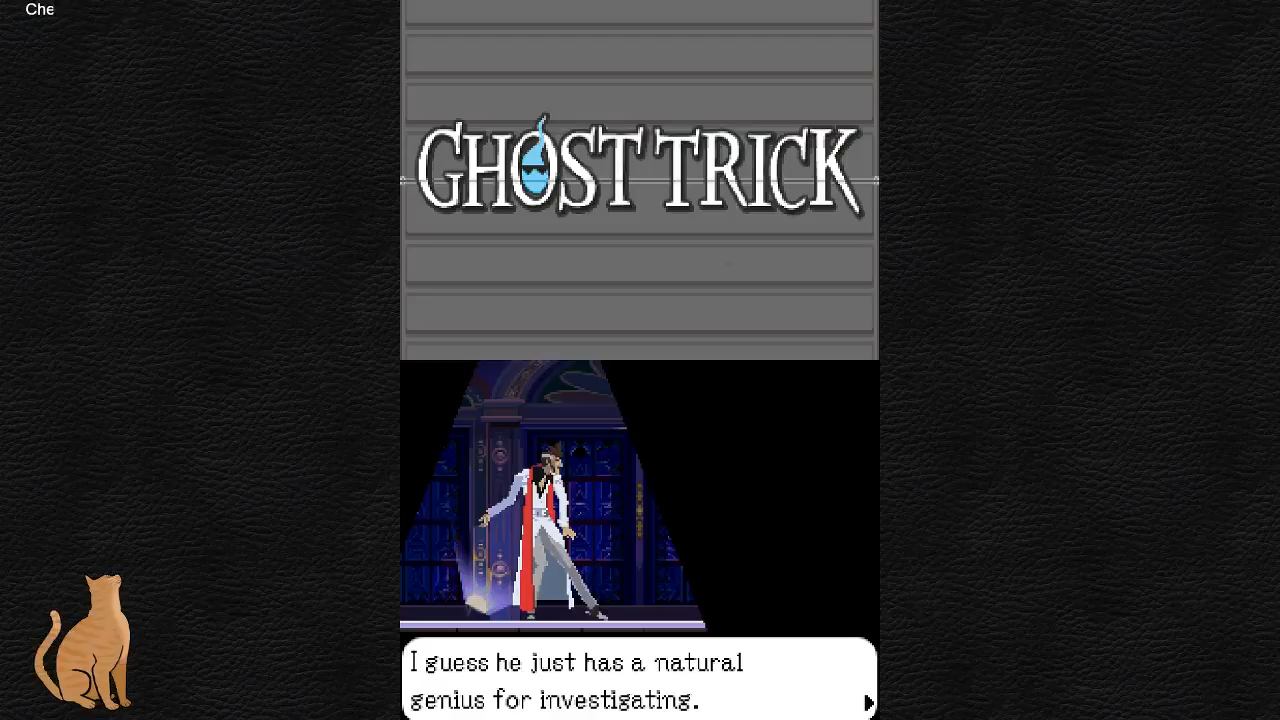 Che
GHOST TRICK
I guess he just has a natural
genius for investigating.